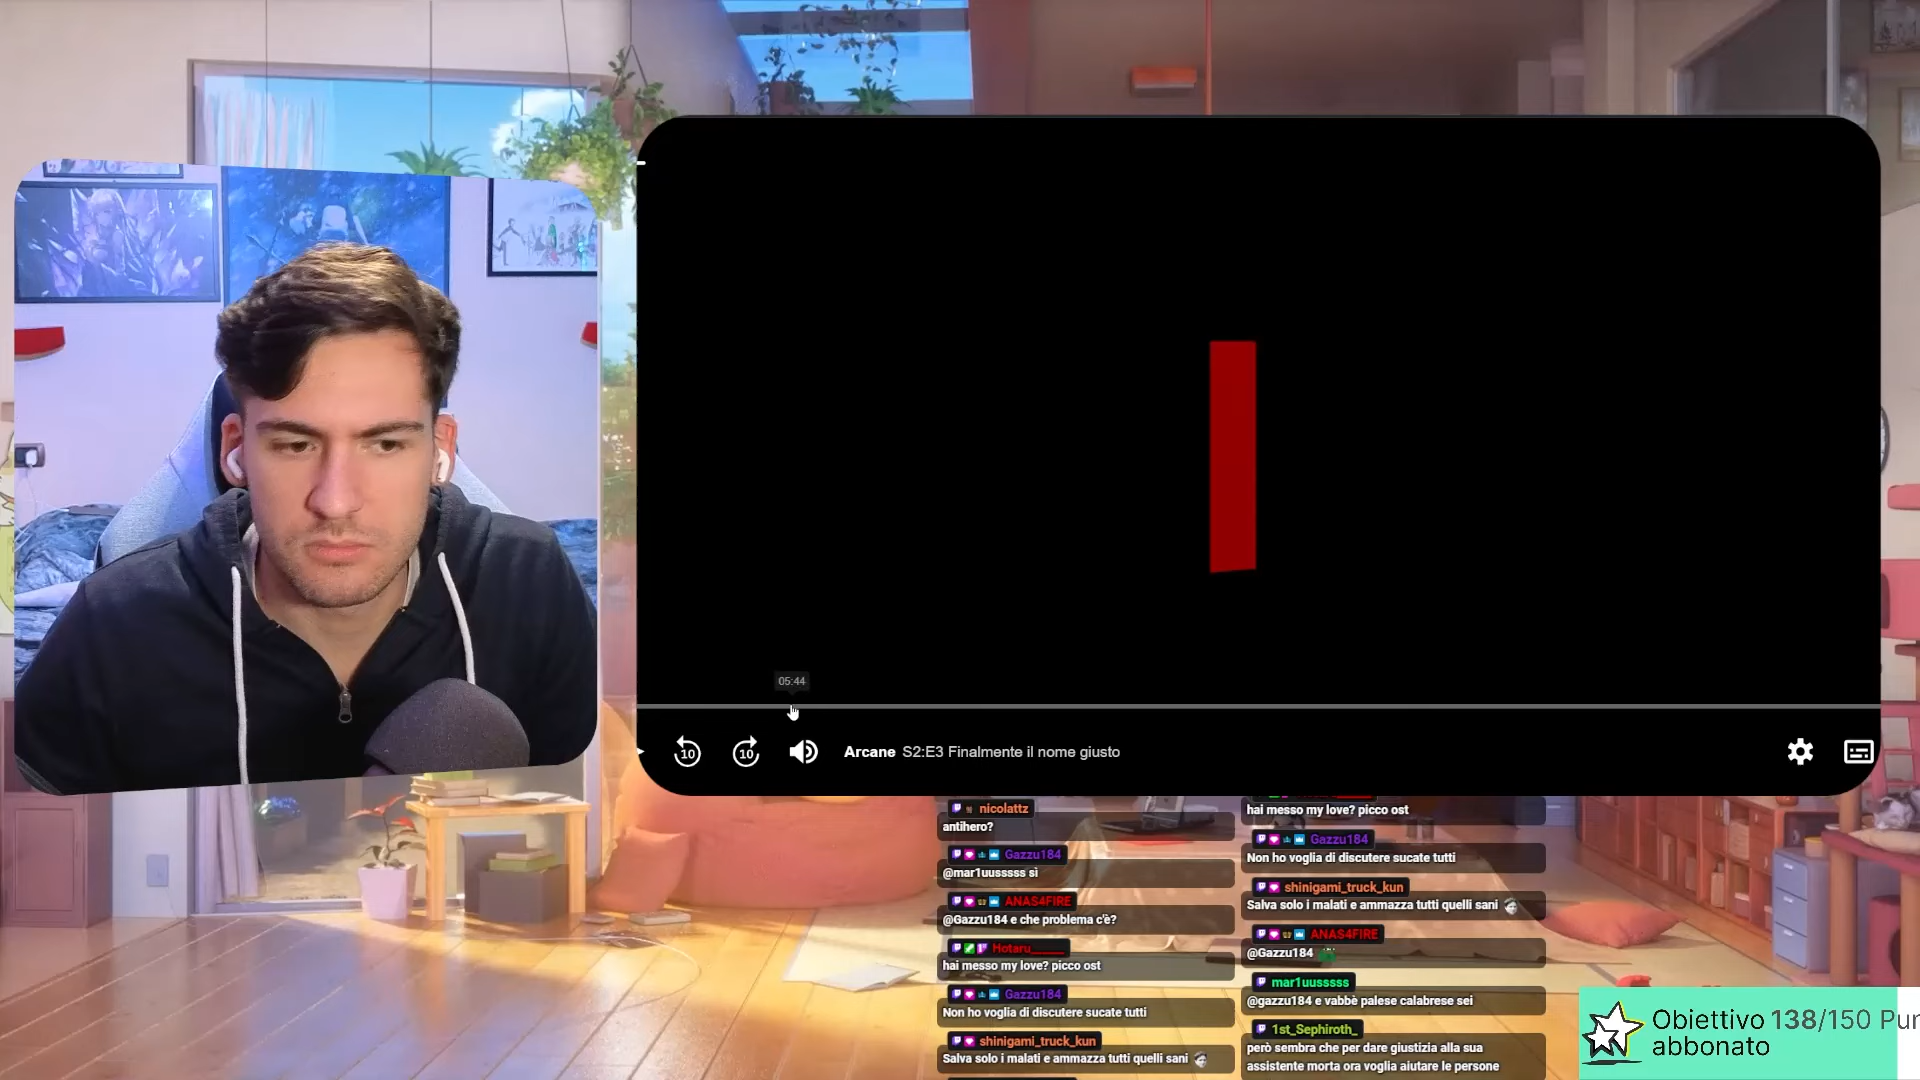 05:44
10
10
Arcane S2:E3 Finalmente il nome giusto
nicolattz
antihero?
Gazzu184
@mar1uusssss si
ANAS4FIRE
@Gazzu184 e che problema c'è?
Hotaru______
hai messo my love? picco ost
Gazzu184
Non ho voglia di discutere sucate tutti
shinigami_truck_kun
Salva solo i malati e ammazza tutti quelli sani
hai messo my love? picco ost
Gazzu184
Non ho voglia di discutere sucate tutti
shinigami_truck_kun
Salva solo i malati e ammazza tutti quelli sani
ANAS4FIRE
@Gazzu184
mar1uusssss
@gazzu184 e vabbè palese calabrese sei
1st_Sephiroth_
però sembra che per dare giustizia alla sua
assistente morta ora voglia aiutare le persone
Obiettivo 138/150 Pun
abbonato